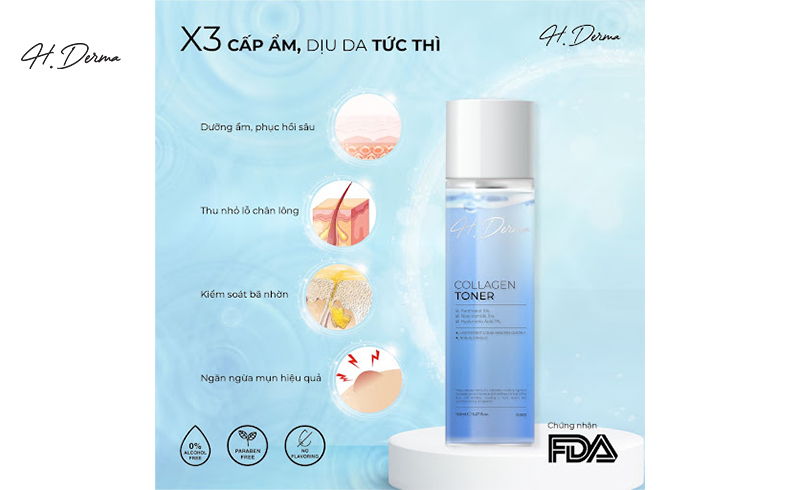 H.Derma
X3 CẤP ẨM, DỊU DA TỨC THÌ
H.Derma
Dưỡng ẩm, phục hồi sâu
Thu nhỏ lỗ chân lông
Kiểm soát bã nhờn
Ngăn ngừa mụn hiệu quả
H.Derma
COLLAGEN
TONER
0%
ALCOHOL
FREE
PARABEN
FREE
NO
FLAVORING
Chứng nhận
FDA